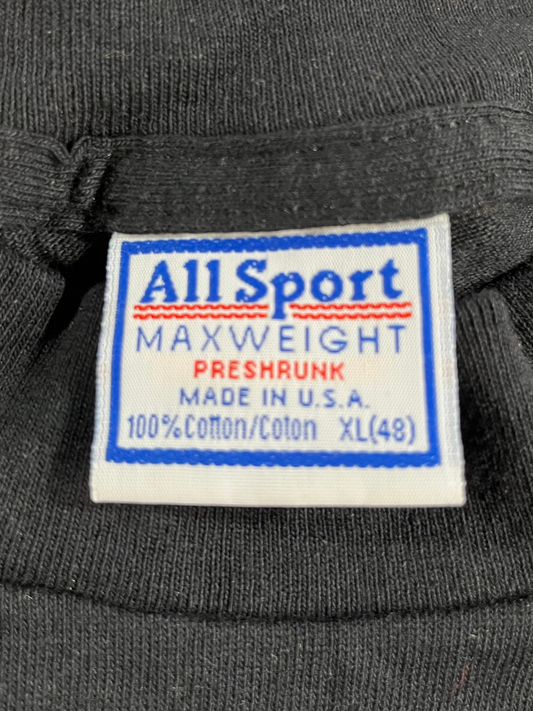 All Sport
MAXWEIGHT
PRESHRUNK
MADE IN U.S.A.
100% Cotton/Coton XL(48)